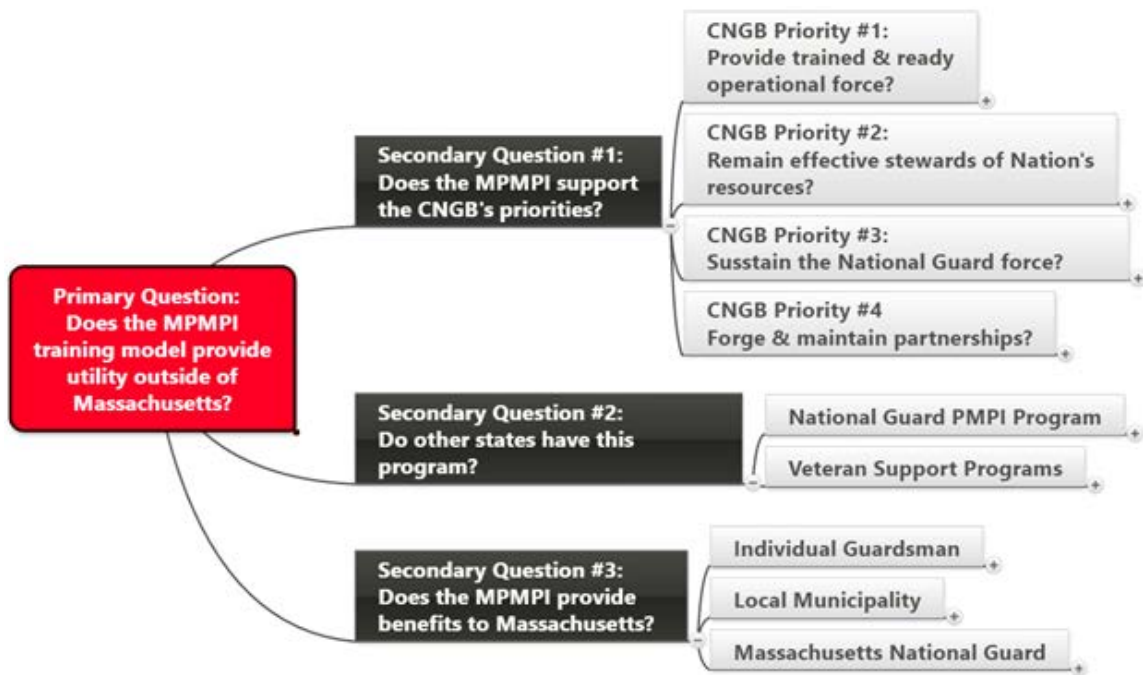 Primary Question:
Does the MPMPI
training model provide
utility outside of
Massachusetts?
Secondary Question #1:
Does the MPMPI support
the CNGB's priorities?
CNGB Priority #1:
Provide trained & ready
operational force?
CNGB Priority #2:
Remain effective stewards of Nation's
resources?
CNGB Priority #3:
Susstain the National Guard force?
CNGB Priority #4
Forge & maintain partnerships?
Secondary Question #2:
Do other states have this
program?
National Guard PMPI Program
Veteran Support Programs
Secondary Question #3:
Does the MPMPI provide
benefits to Massachusetts?
Individual Guardsman
Local Municipality
Massachusetts National Guard